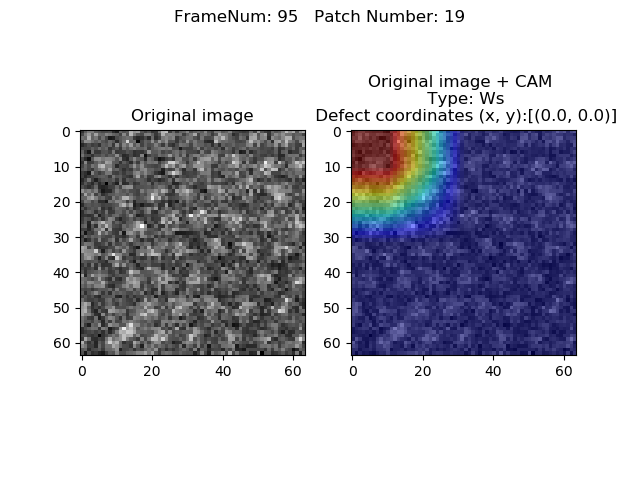 FrameNum: 95   Patch Number: 19
Original image
0
10
20
30
40
50
60
0 20 40 60
Original image + CAM
Type: Ws
Defect coordinates (x, y):[(0.0, 0.0)]
0
10
20
30
40
50
60
0 20 40 60